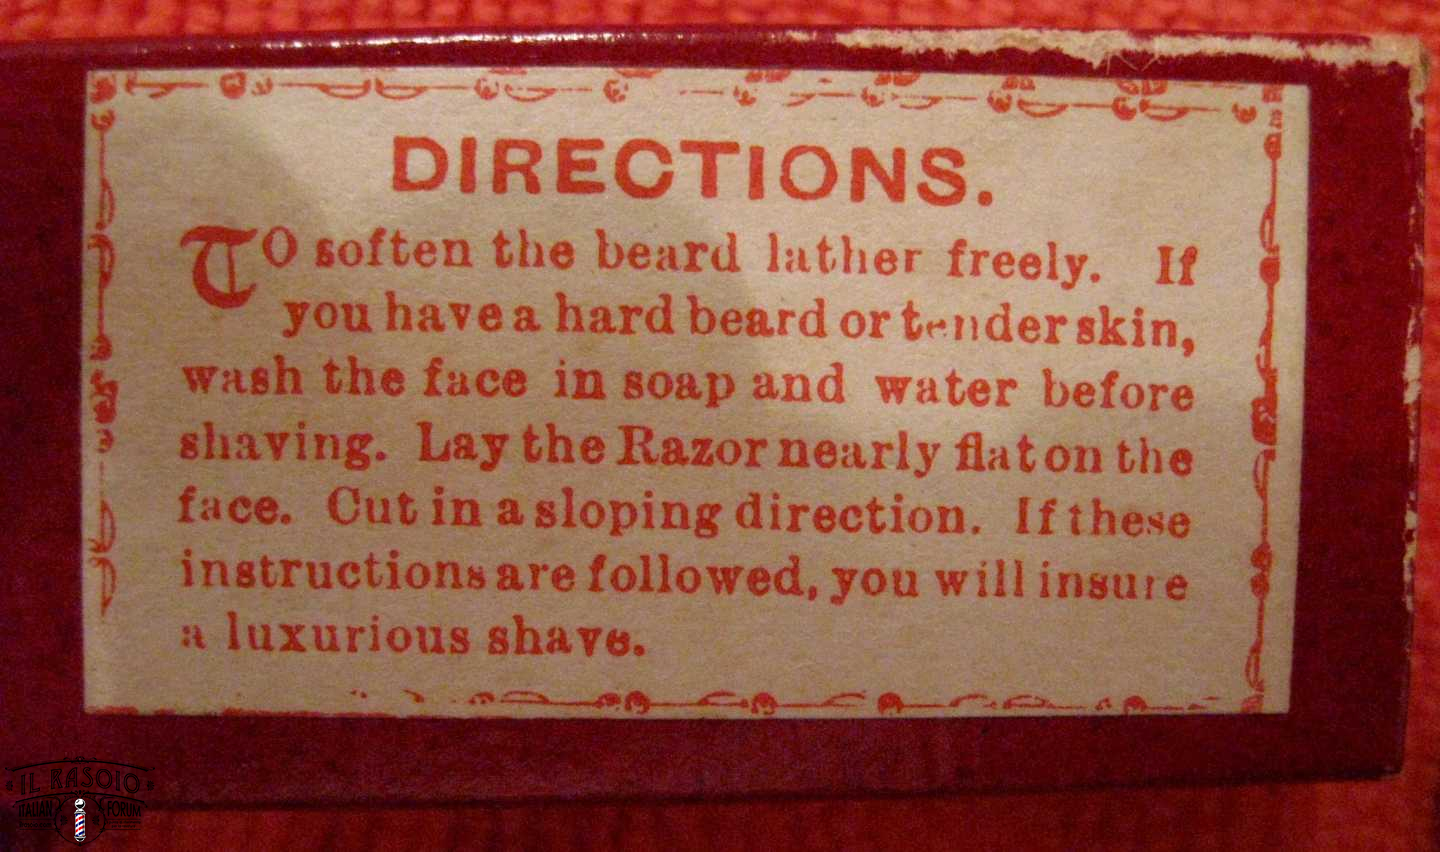 DIRECTIONS.
TO soften the beard lather freely. If
you have a hard beard or tender skin,
wash the face in soap and water before
shaving. Lay the Razor nearly flat on the
face. Cut in a sloping direction. If these
instructions are followed, you will insure
a luxurious shave.
IL RASOIO
ITALIAN FORUM